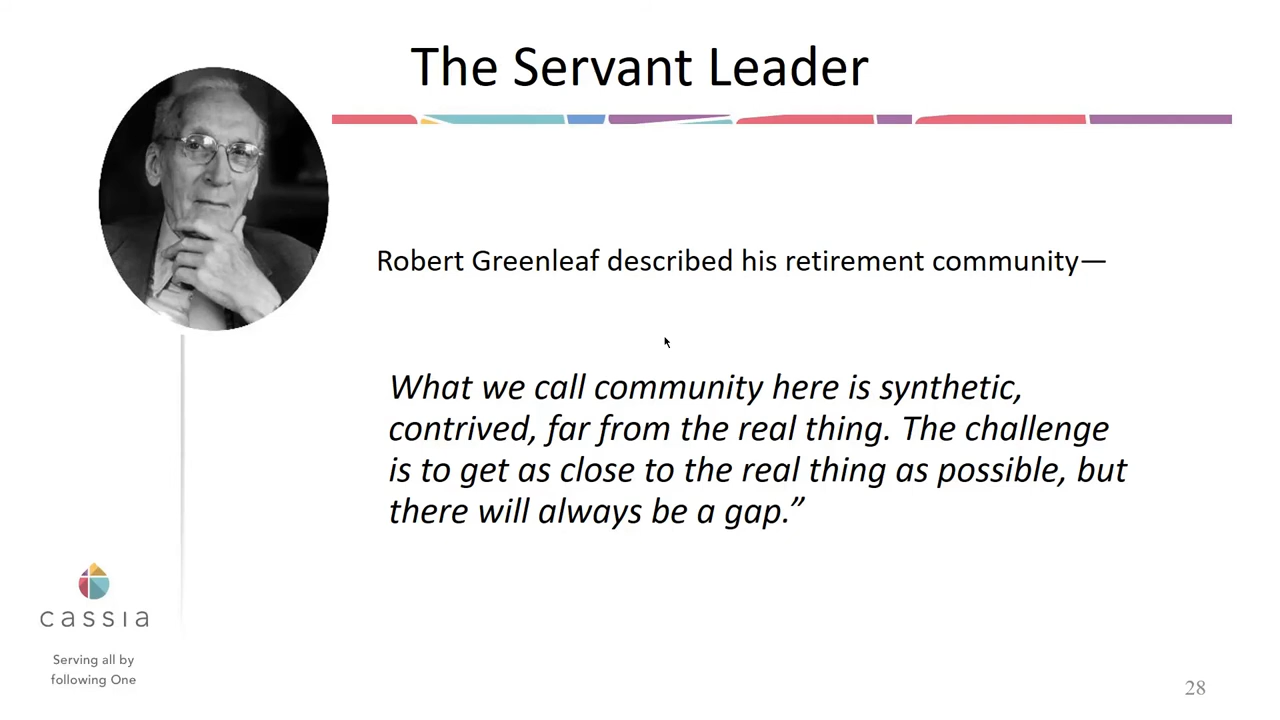 The Servant Leader
Robert Greenleaf described his retirement community—
What we call community here is synthetic,
contrived, far from the real thing. The challenge
is to get as close to the real thing as possible, but
there will always be a gap.”
cassia
Serving all by
following One
28